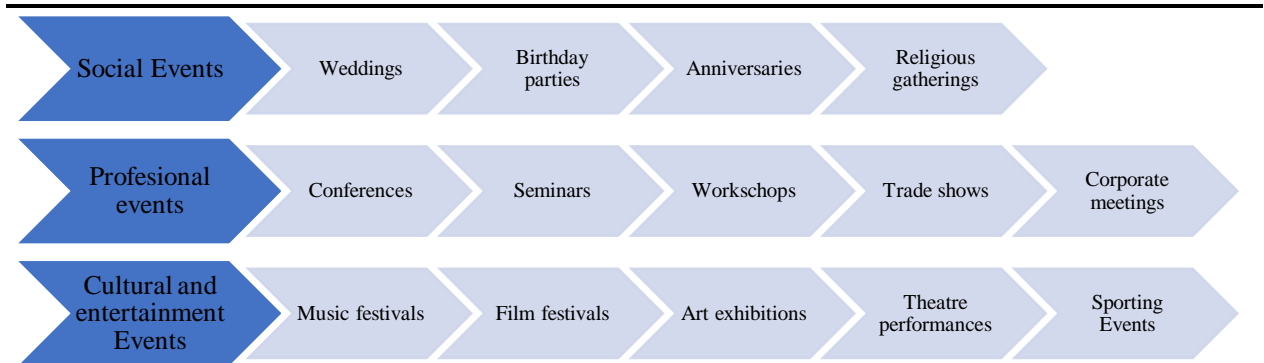 Social Events
Weddings
Birthday
parties
Anniversaries
Religious
gatherings
Profesional
events
Conferences
Seminars
Workschops
Trade shows
Corporate
meetings
Cultural and
entertainment
Events
Music festivals
Film festivals
Art exhibitions
Theatre
performances
Sporting
Events